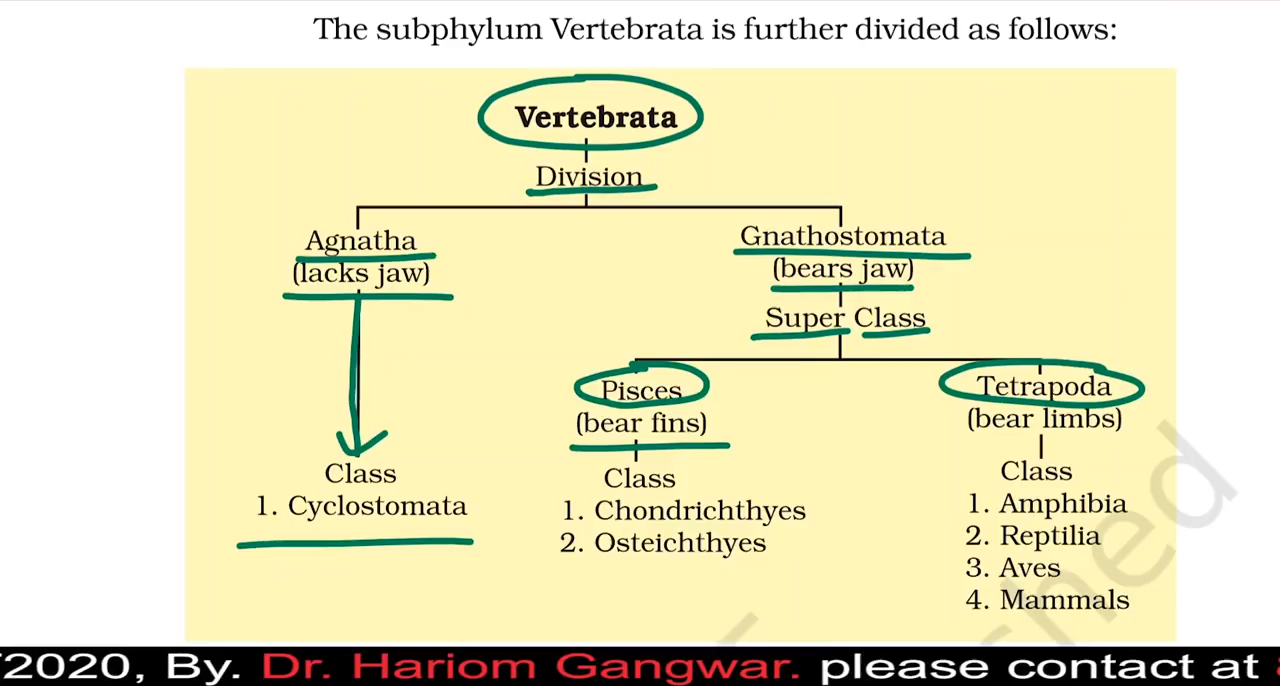 The subphylum Vertebrata is further divided as follows:
Vertebrata
Division
Agnatha
(lacks jaw)
Gnathostomata
(bears jaw)
Super Class
Pisces
(bear fins)
Tetrapoda
(bear limbs)
Class
1. Cyclostomata
Class
1. Chondrichthyes
2. Osteichthyes
Class
1. Amphibia
2. Reptilia
3. Aves
4. Mammals
2020, By. Dr. Hariom Gangwar. please contact at